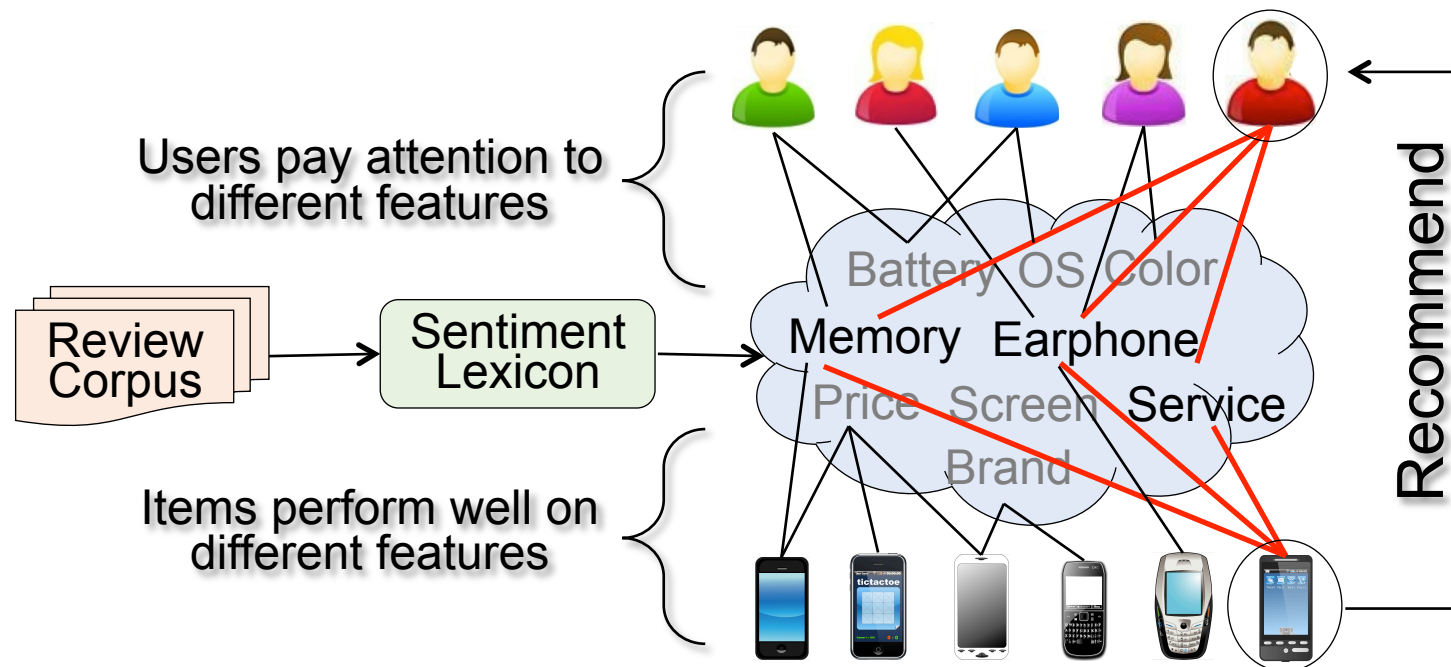 Users pay attention to
different features
Battery OS Color
Review
Corpus
Sentiment
Lexicon
Memory Earphone
Price Screen Service
Brand
Items perform well on
different features
tictactoe
Recommend